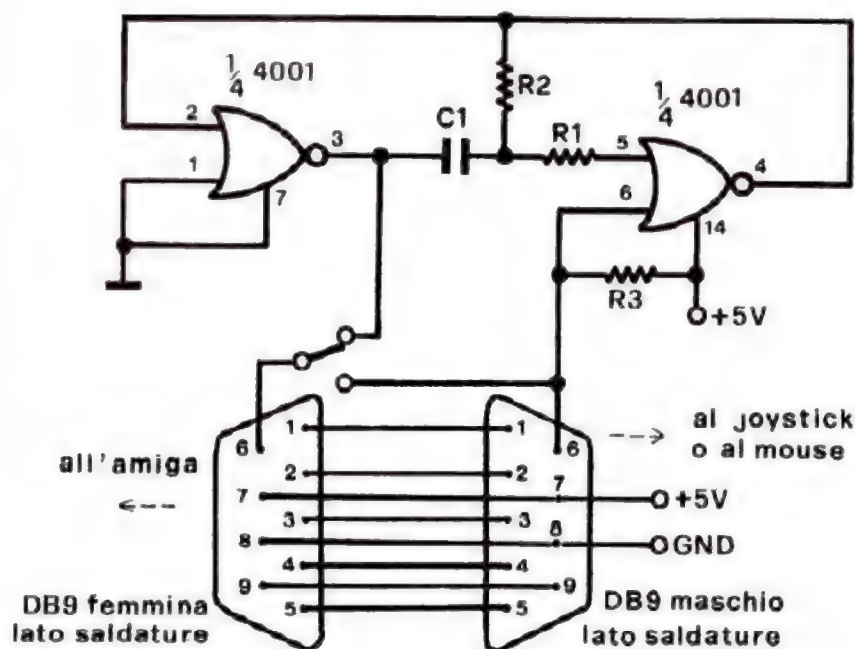 1/4 4001
R2
1/4 4001
C1
R1
2
3
5
4
1
6
7
14
R3
+5V
al joystick
o al mouse
1
1
6
6
all'amiga
2
2
7
7
+5V
3
3
8
8
GND
4
4
9
9
DB9 femmina
lato saldature
5
5
DB9 maschio
lato saldature